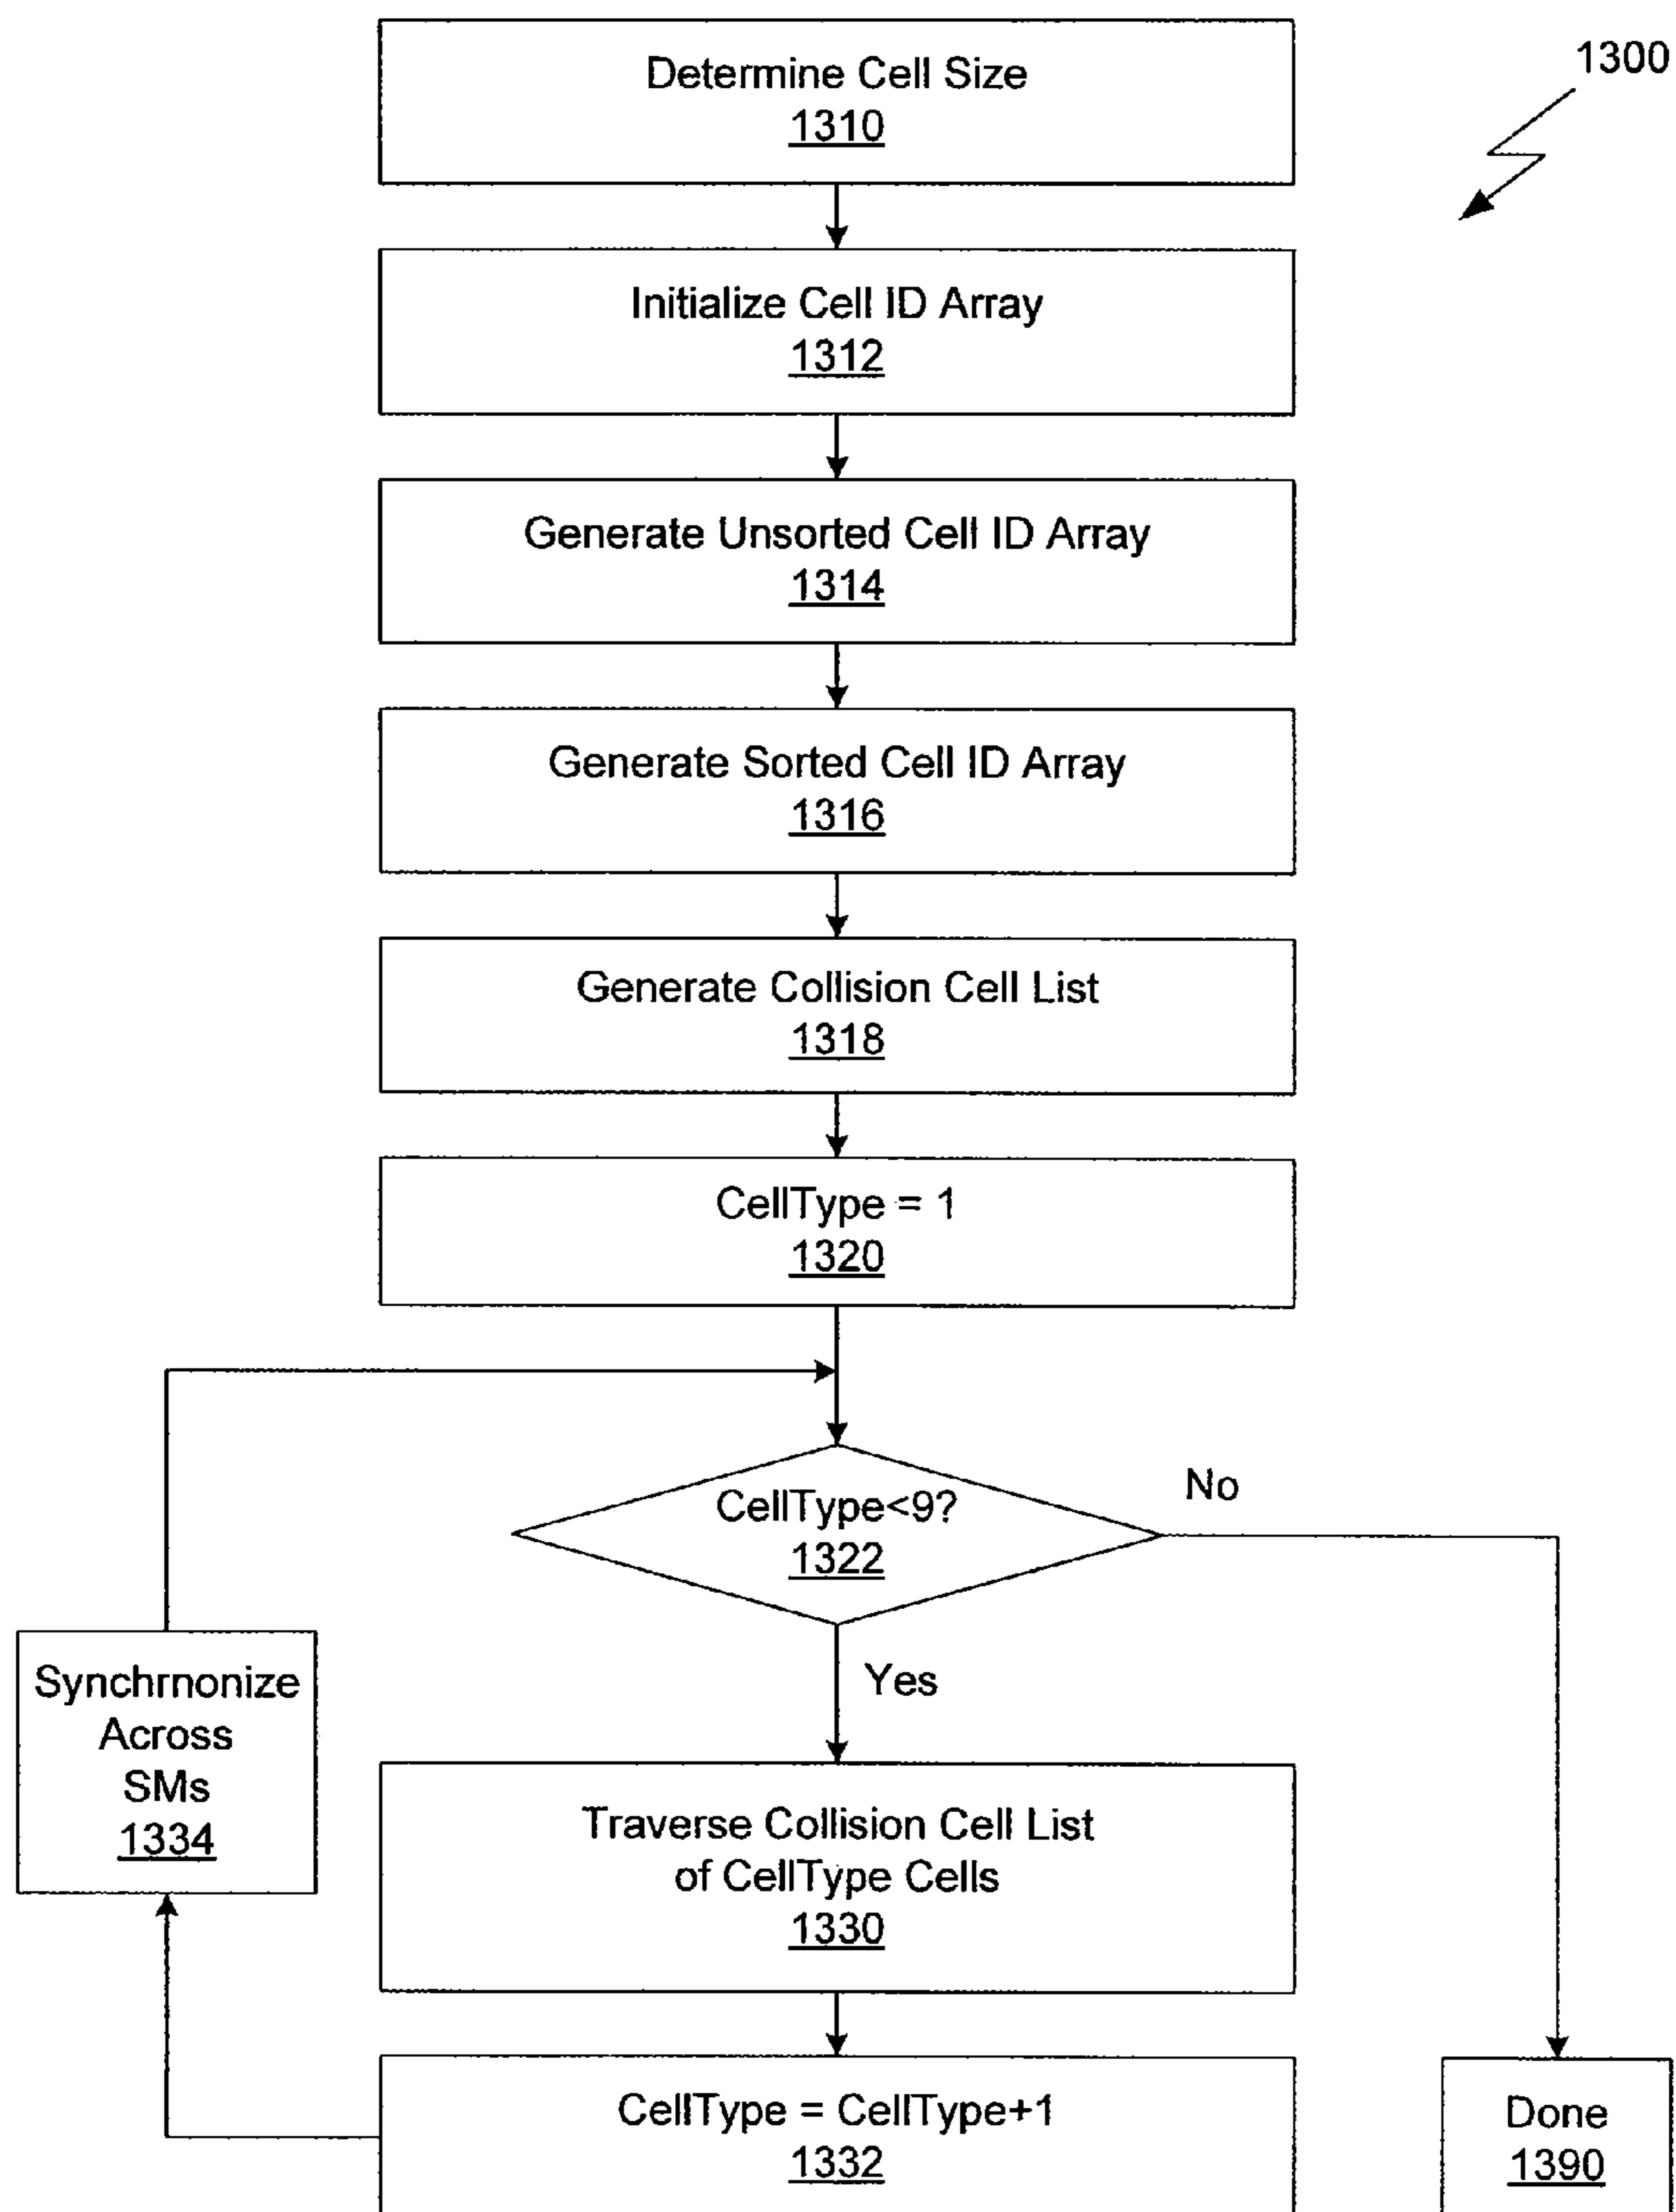 1300
Determine Cell Size
1310
Initialize Cell ID Array
1312
Generate Unsorted Cell ID Array
1314
Generate Sorted Cell ID Array
1316
Generate Collision Cell List
1318
CellType = 1
1320
CellType<9?
1322
No
Yes
Synchrnonize
Across
SMs
1334
Traverse Collision Cell List
of CellType Cells
1330
CellType = CellType+1
1332
Done
1390